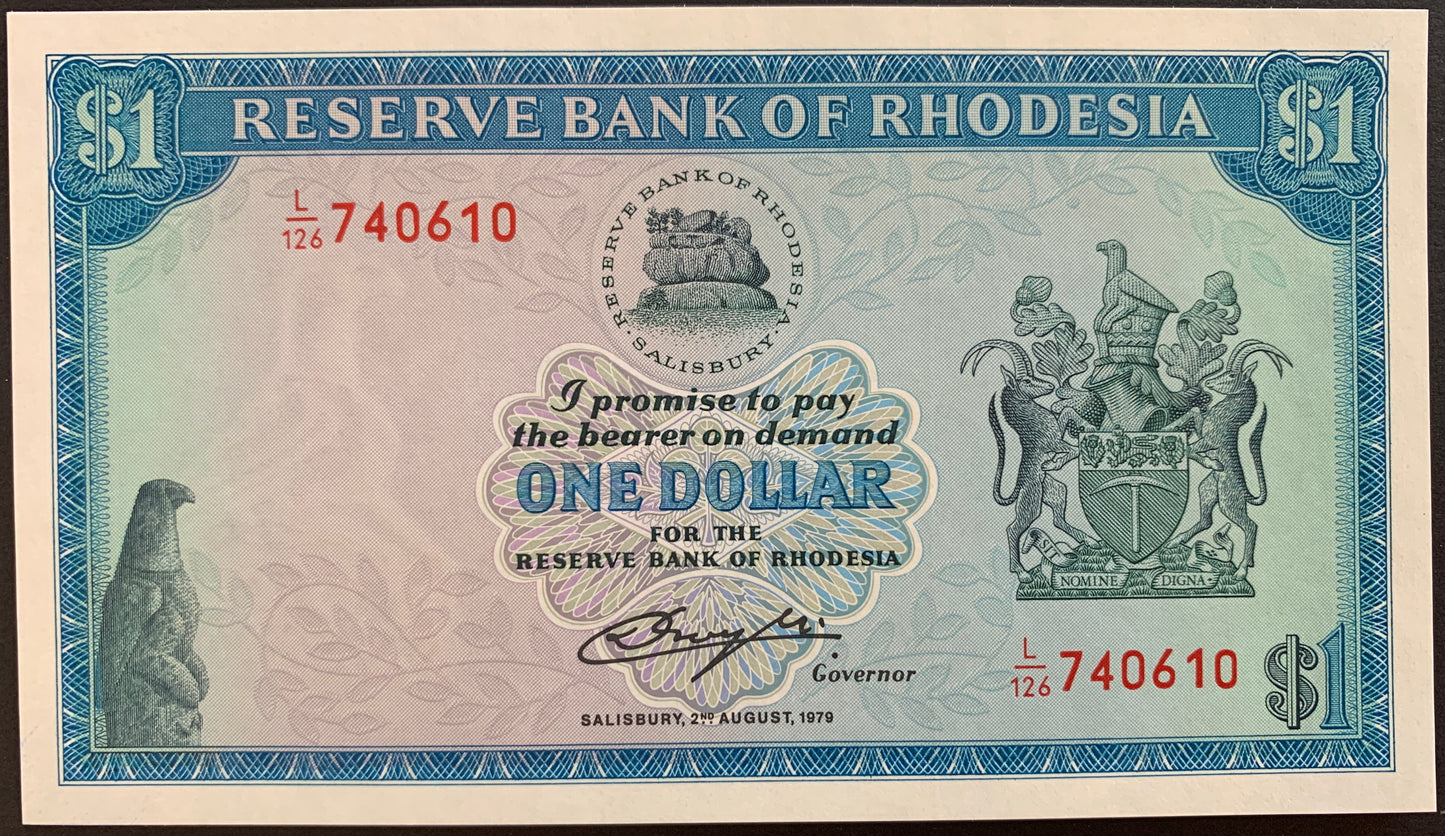 $1
RESERVE BANK OF RHODESIA
$1
L/126 740610
RESERVE BANK OF RHODESIA
· SALISBURY ·
I promise to pay
the bearer on demand
ONE DOLLAR
FOR THE
RESERVE BANK OF RHODESIA
SIT
NOMINE
DIGNA
Governor
L/126 740610
$1
SALISBURY, 2ND AUGUST, 1979